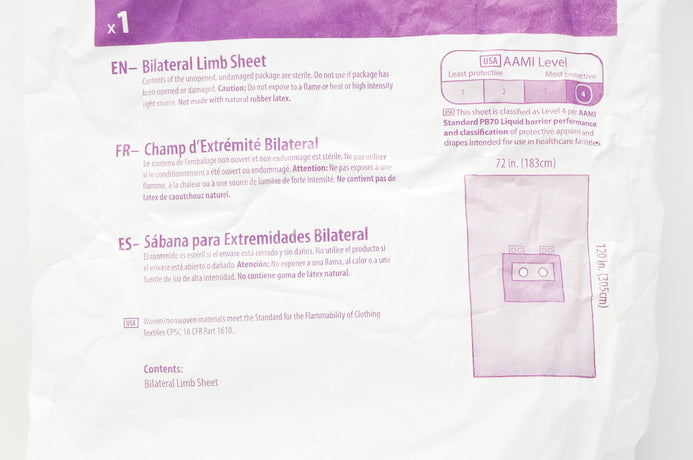 x1
EN– Bilateral Limb Sheet
Contents of the unopened, undamaged package are sterile. Do not use if package has
been opened or damaged. Caution: Do not expose to a flame or heat or high intensity
light source. Not made with natural rubber latex.
FR– Champ d'Extrémité Bilateral
Le contenu de l'emballage non ouvert et non endommagé est stérile. Ne pas utiliser
si le conditionnement a été ouvert ou endommagé. Attention: Ne pas exposer à une
flamme, à la chaleur ou à une source de lumière de forte intensité. Ne contient pas de
latex de caoutchouc naturel.
ES– Sábana para Extremidades Bilateral
El contenido es estéril si el envase está cerrado y sin daños. No utilice el producto si
el envase está abierto o dañado. Atención: No exponer a una llama, al calor o a una
fuente de luz de alta intensidad. No contiene goma de látex natural.
USA Woven/nonwoven materials meet the Standard for the Flammability of Clothing
Textiles CPSC 16 CFR Part 1610.
Contents:
Bilateral Limb Sheet
USA AAMI Level
Least protective Most protective
1 2 4
USA This sheet is classified as Level 4 per AAMI
Standard PB70 Liquid barrier performance
and classification of protective apparel and
drapes intended for use in healthcare facilities.
72 in. (183cm)
120 in. (305cm)